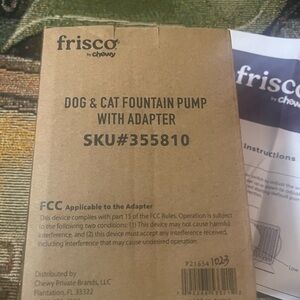 frisco
by chewy
DOG & CAT FOUNTAIN PUMP
WITH ADAPTER
SKU#355810
FCC Applicable to the Adapter
This device complies with part 15 of the FCC Rules. Operation is subject
to the following two conditions: (1) This device may not cause harmful
interference, and (2) this device must accept any interference received,
including interference that may cause undesired operation.
Distributed by
Chewy Private Brands, LLC
Plantation, FL 33322
1023
frisco
by chewy
instructions